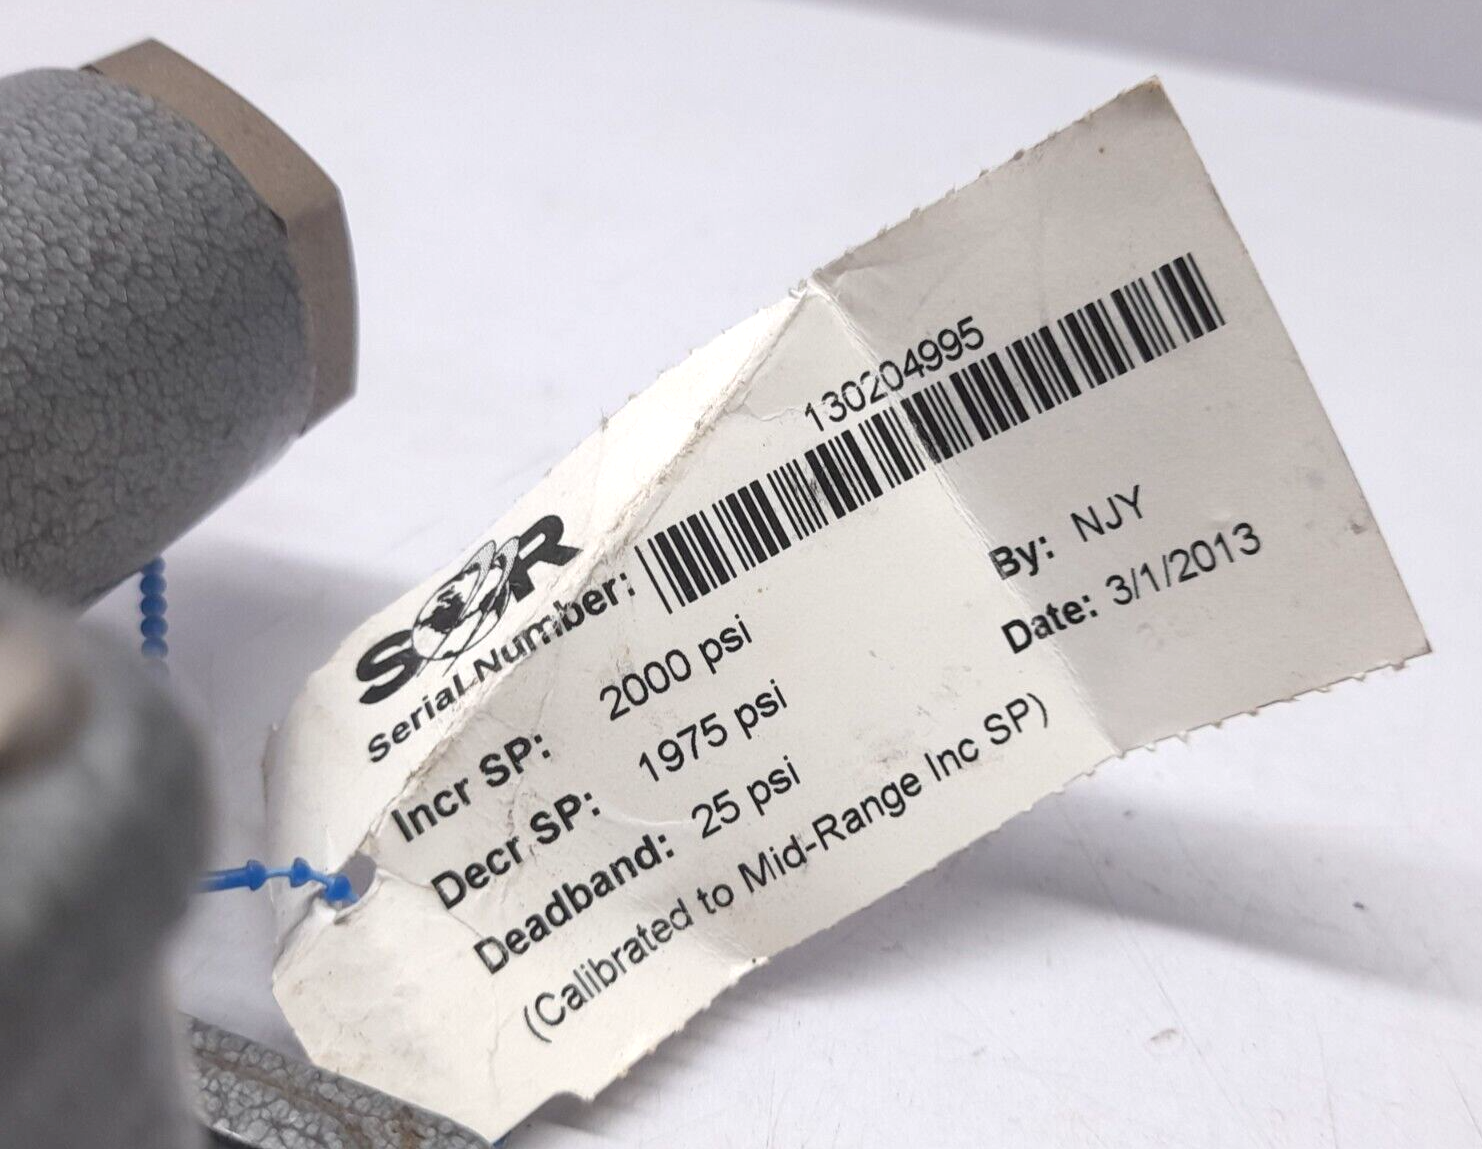 SOR
130204995
Serial Number:
Incr SP: 2000 psi
Decr SP: 1975 psi
Deadband: 25 psi
(Calibrated to Mid-Range Inc SP)
By: NJY
Date: 3/1/2013